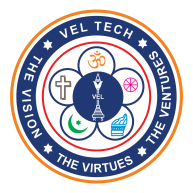 VEL TECH
THE VISION
THE VENTURES
THE VIRTUES
ॐ
VEL